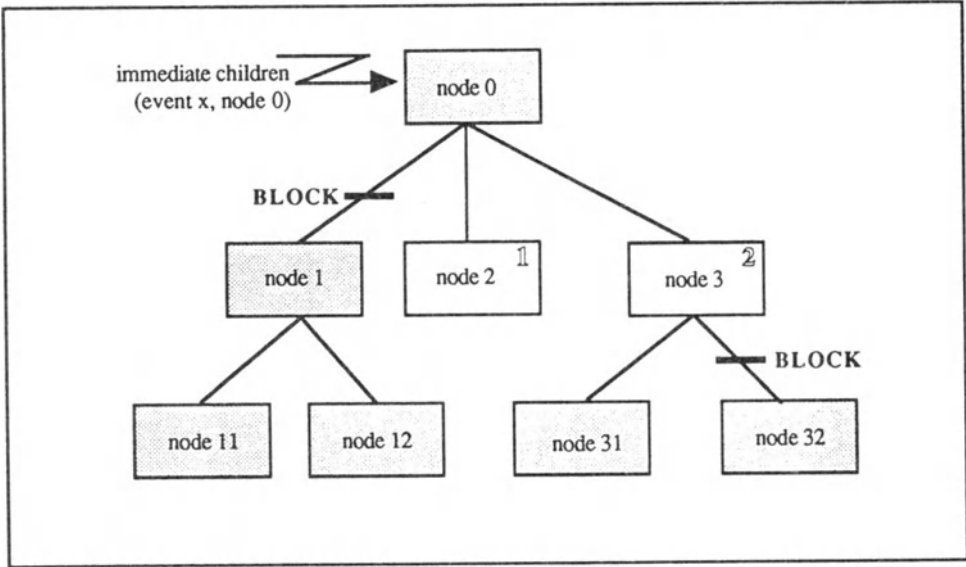 immediate children
(event x, node 0)
node 0
BLOCK
node 1
node 2
1
node 3
2
BLOCK
node 11
node 12
node 31
node 32